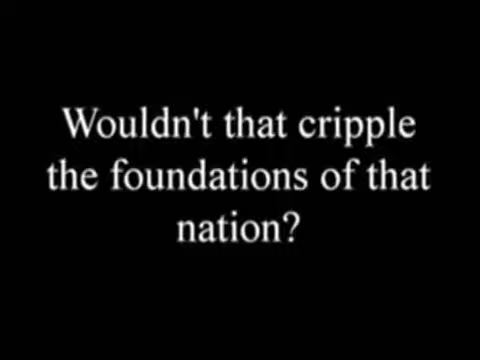 Wouldn't that cripple
the foundations of that
nation?